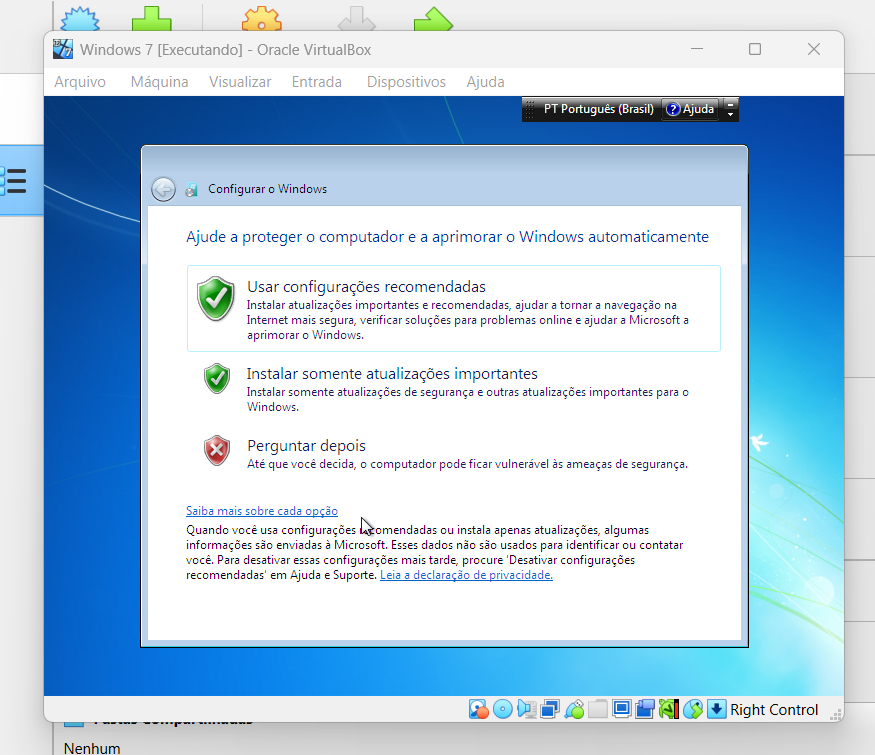 Windows 7 [Executando] - Oracle VirtualBox
Arquivo Máquina Visualizar Entrada Dispositivos Ajuda
PT Português (Brasil) Ajuda
Configurar o Windows
Ajude a proteger o computador e a aprimorar o Windows automaticamente
Usar configurações recomendadas
Instalar atualizações importantes e recomendadas, ajudar a tornar a navegação na
Internet mais segura, verificar soluções para problemas online e ajudar a Microsoft a
aprimorar o Windows.
Instalar somente atualizações importantes
Instalar somente atualizações de segurança e outras atualizações importantes para o
Windows.
Perguntar depois
Até que você decida, o computador pode ficar vulnerável às ameaças de segurança.
Saiba mais sobre cada opção
Quando você usa configurações recomendadas ou instala apenas atualizações, algumas
informações são enviadas à Microsoft. Esses dados não são usados para identificar ou contatar
você. Para desativar essas configurações mais tarde, procure 'Desativar configurações
recomendadas' em Ajuda e Suporte. Leia a declaração de privacidade.
Right Control
Pastas Compartilhadas
Nenhum